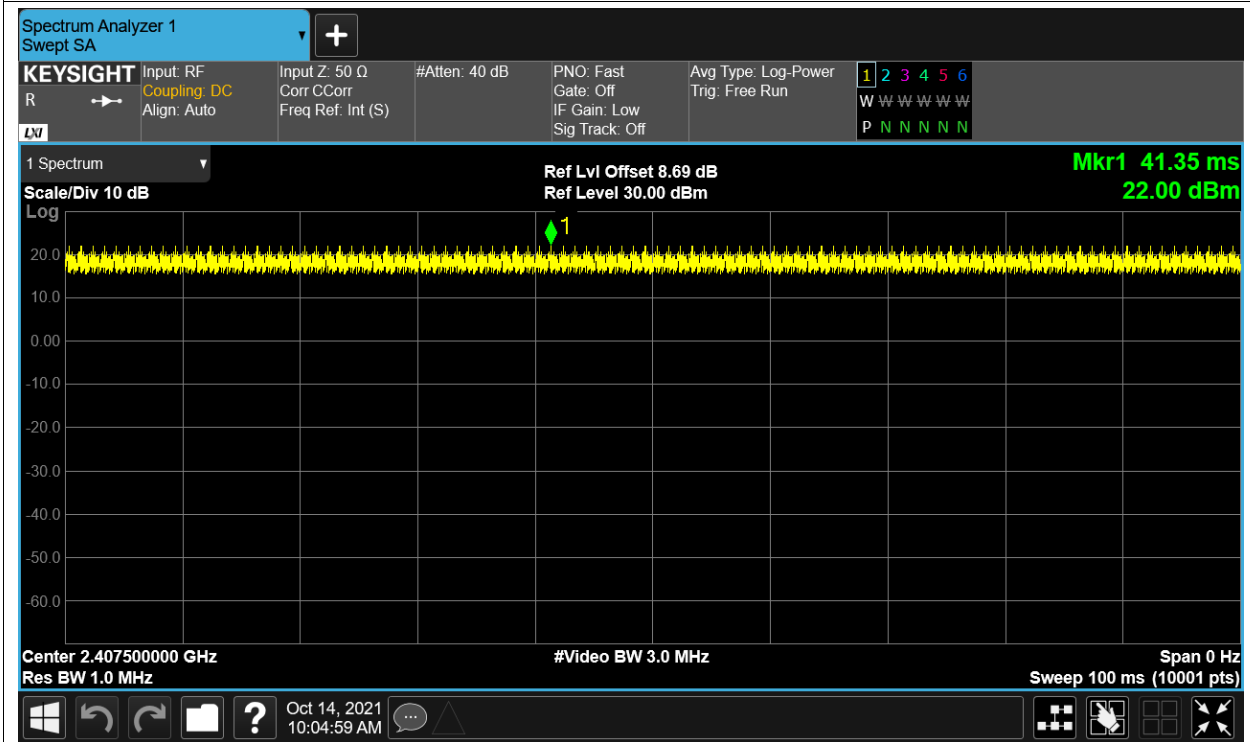 Spectrum Analyzer 1
Swept SA
KEYSIGHT
R
LXI
Input: RF
Coupling: DC
Align: Auto
Input Z: 50 Ω
Corr CCorr
Freq Ref: Int (S)
#Atten: 40 dB
PNO: Fast
Gate: Off
IF Gain: Low
Sig Track: Off
Avg Type: Log-Power
Trig: Free Run
1 2 3 4 5 6
W W W W W W
P N N N N N
1 Spectrum
Scale/Div 10 dB
Ref Lvl Offset 8.69 dB
Ref Level 30.00 dBm
Mkr1 41.35 ms
22.00 dBm
Log
1
20.0
10.0
0.00
-10.0
-20.0
-30.0
-40.0
-50.0
-60.0
Center 2.407500000 GHz
Res BW 1.0 MHz
#Video BW 3.0 MHz
Span 0 Hz
Sweep 100 ms (10001 pts)
?
Oct 14, 2021
10:04:59 AM